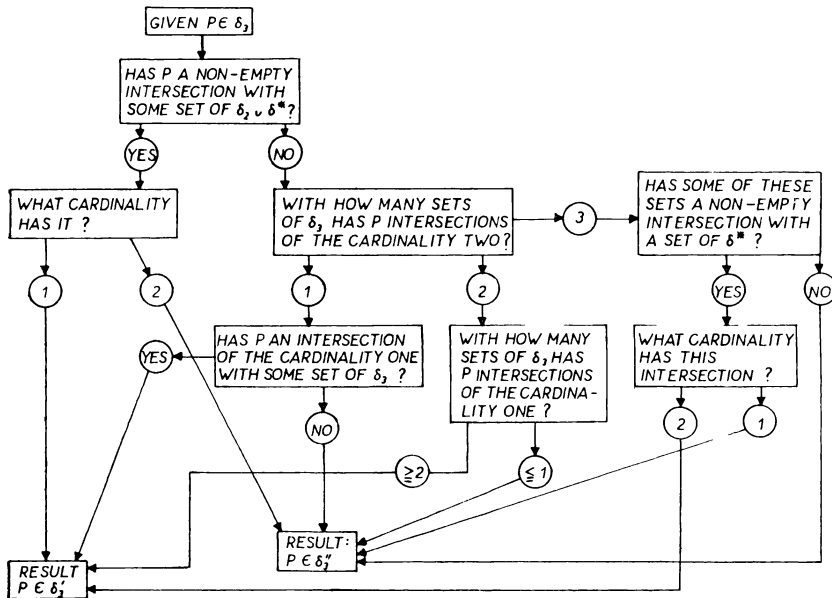 GIVEN P ∈ δ₃
HAS P A NON-EMPTY
INTERSECTION WITH
SOME SET OF δ₂ ∪ δ* ?
YES
NO
WHAT CARDINALITY
HAS IT ?
WITH HOW MANY SETS
OF δ₃ HAS P INTERSECTIONS
OF THE CARDINALITY TWO?
3
HAS SOME OF THESE
SETS A NON-EMPTY
INTERSECTION WITH
A SET OF δ* ?
1
2
1
2
YES
NO
YES
HAS P AN INTERSECTION
OF THE CARDINALITY ONE
WITH SOME SET OF δ₃ ?
WITH HOW MANY
SETS OF δ₃ HAS
P INTERSECTIONS
OF THE CARDINA-
LITY ONE ?
WHAT CARDINALITY
HAS THIS
INTERSECTION ?
NO
≧2
≦1
2
1
RESULT
P ∈ δ₃′
RESULT:
P ∈ δ₃″